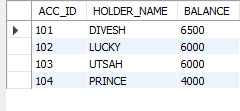 ACC_ID HOLDER_NAME BALANCE
101 DIVESH 6500
102 LUCKY 6000
103 UTSAH 6000
104 PRINCE 4000